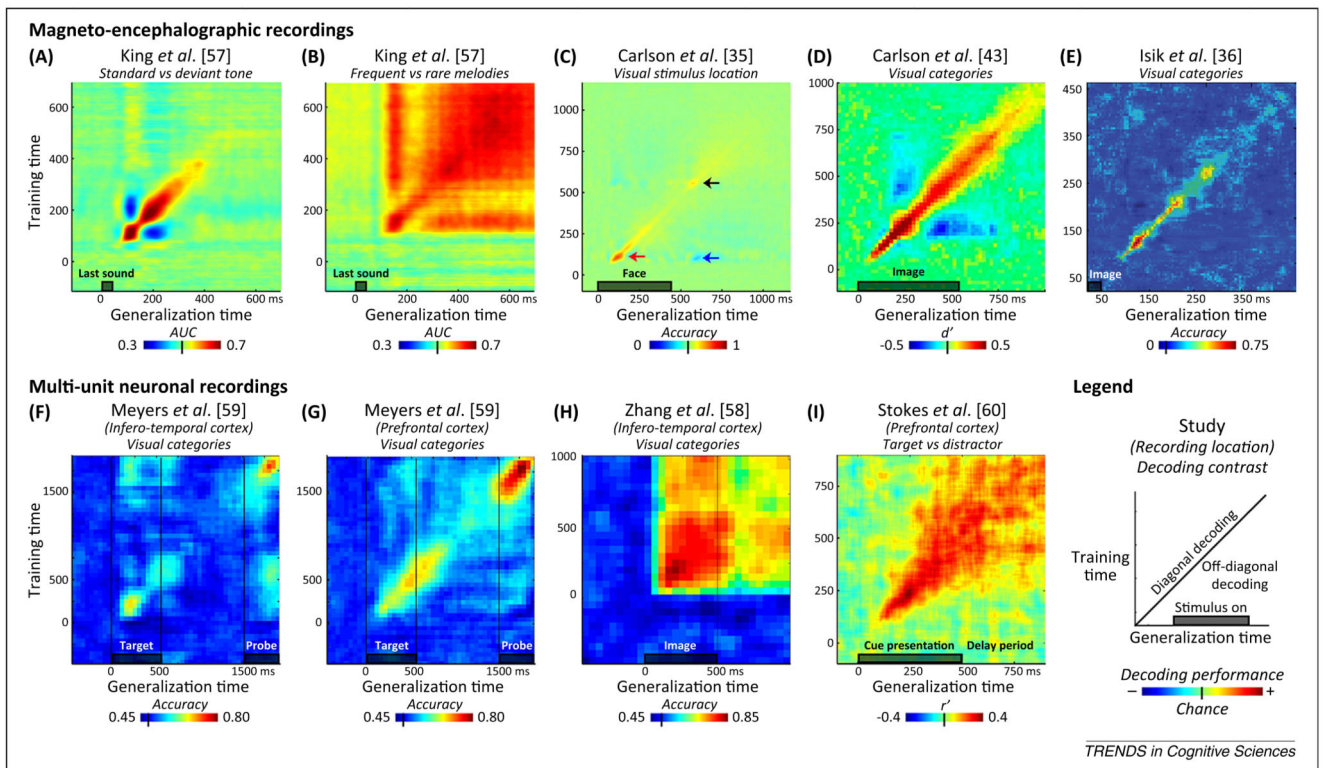 Magneto-encephalographic recordings
(A) King et al. [57]
Standard vs deviant tone
Training time
600
400
200
0
Last sound
0 200 400 600 ms
Generalization time
AUC
0.3 0.7
(B) King et al. [57]
Frequent vs rare melodies
600
400
200
0
Last sound
0 200 400 600 ms
Generalization time
AUC
0.3 0.7
(C) Carlson et al. [35]
Visual stimulus location
1000
750
500
250
0
Face
0 250 500 750 1000 ms
Generalization time
Accuracy
0 1
(D) Carlson et al. [43]
Visual categories
1000
750
500
250
0
Image
0 250 500 750 ms
Generalization time
d'
-0.5 0.5
(E) Isik et al. [36]
Visual categories
450
350
250
150
50
Image
50 150 250 350 ms
Generalization time
Accuracy
0 0.75
Multi-unit neuronal recordings
(F) Meyers et al. [59]
(Infero-temporal cortex)
Visual categories
Training time
1500
1000
500
0
Target Probe
0 500 1500 ms
Generalization time
Accuracy
0.45 0.80
(G) Meyers et al. [59]
(Prefrontal cortex)
Visual categories
1500
1000
500
0
Target Probe
0 500 1500 ms
Generalization time
Accuracy
0.45 0.80
(H) Zhang et al. [58]
(Infero-temporal cortex)
Visual categories
1000
500
0
Image
0 500 ms
Generalization time
Accuracy
0.45 0.85
(I) Stokes et al. [60]
(Prefrontal cortex)
Target vs distractor
750
500
250
0
Cue presentation Delay period
0 250 500 750 ms
Generalization time
r'
-0.4 0.4
Legend
Study
(Recording location)
Decoding contrast
Training
time
Diagonal decoding
Off-diagonal
decoding
Stimulus on
Generalization time
Decoding performance
– +
Chance
TRENDS in Cognitive Sciences